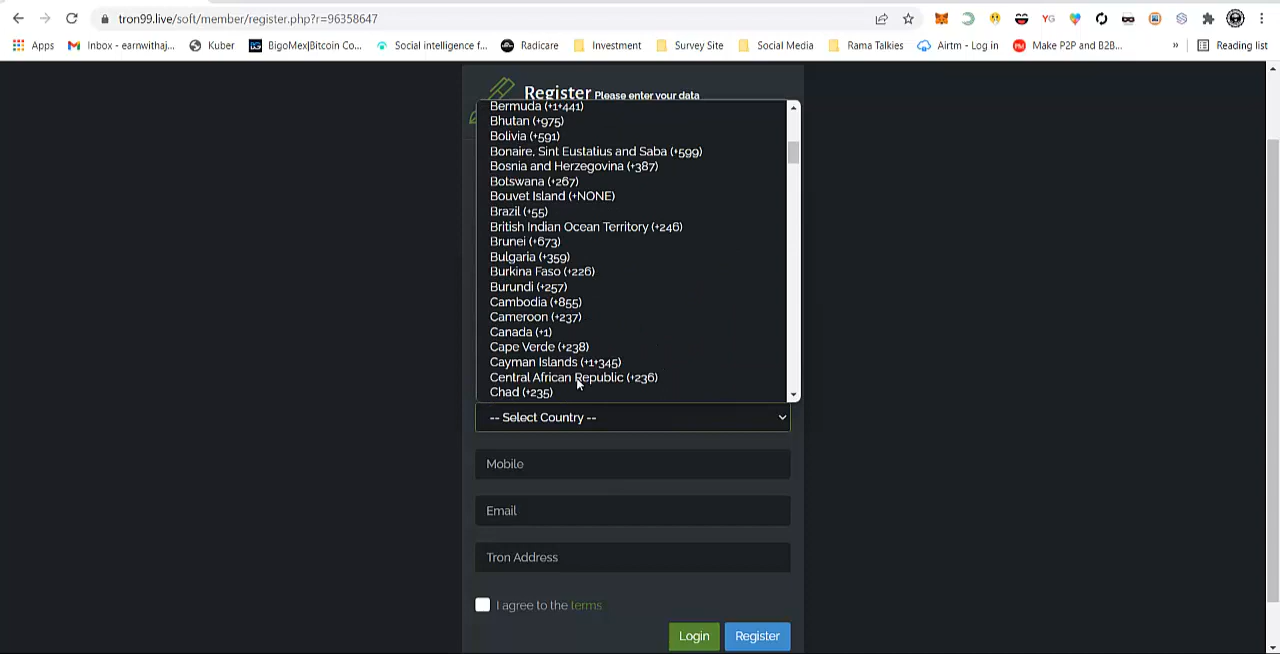 tron99.live/soft/member/register.php?r=96358647
Apps
Inbox - earnwithaj...
Kuber
BigoMex|Bitcoin Co...
Social intelligence f...
Radicare
Investment
Survey Site
Social Media
Rama Talkies
Airtm - Log in
Make P2P and B2B...
»
Reading list
YG
Register Please enter your data
Bermuda (+1+441)
Bhutan (+975)
Bolivia (+591)
Bonaire, Sint Eustatius and Saba (+599)
Bosnia and Herzegovina (+387)
Botswana (+267)
Bouvet Island (+NONE)
Brazil (+55)
British Indian Ocean Territory (+246)
Brunei (+673)
Bulgaria (+359)
Burkina Faso (+226)
Burundi (+257)
Cambodia (+855)
Cameroon (+237)
Canada (+1)
Cape Verde (+238)
Cayman Islands (+1+345)
Central African Republic (+236)
Chad (+235)
-- Select Country --
Mobile
Email
Tron Address
I agree to the terms
Login
Register